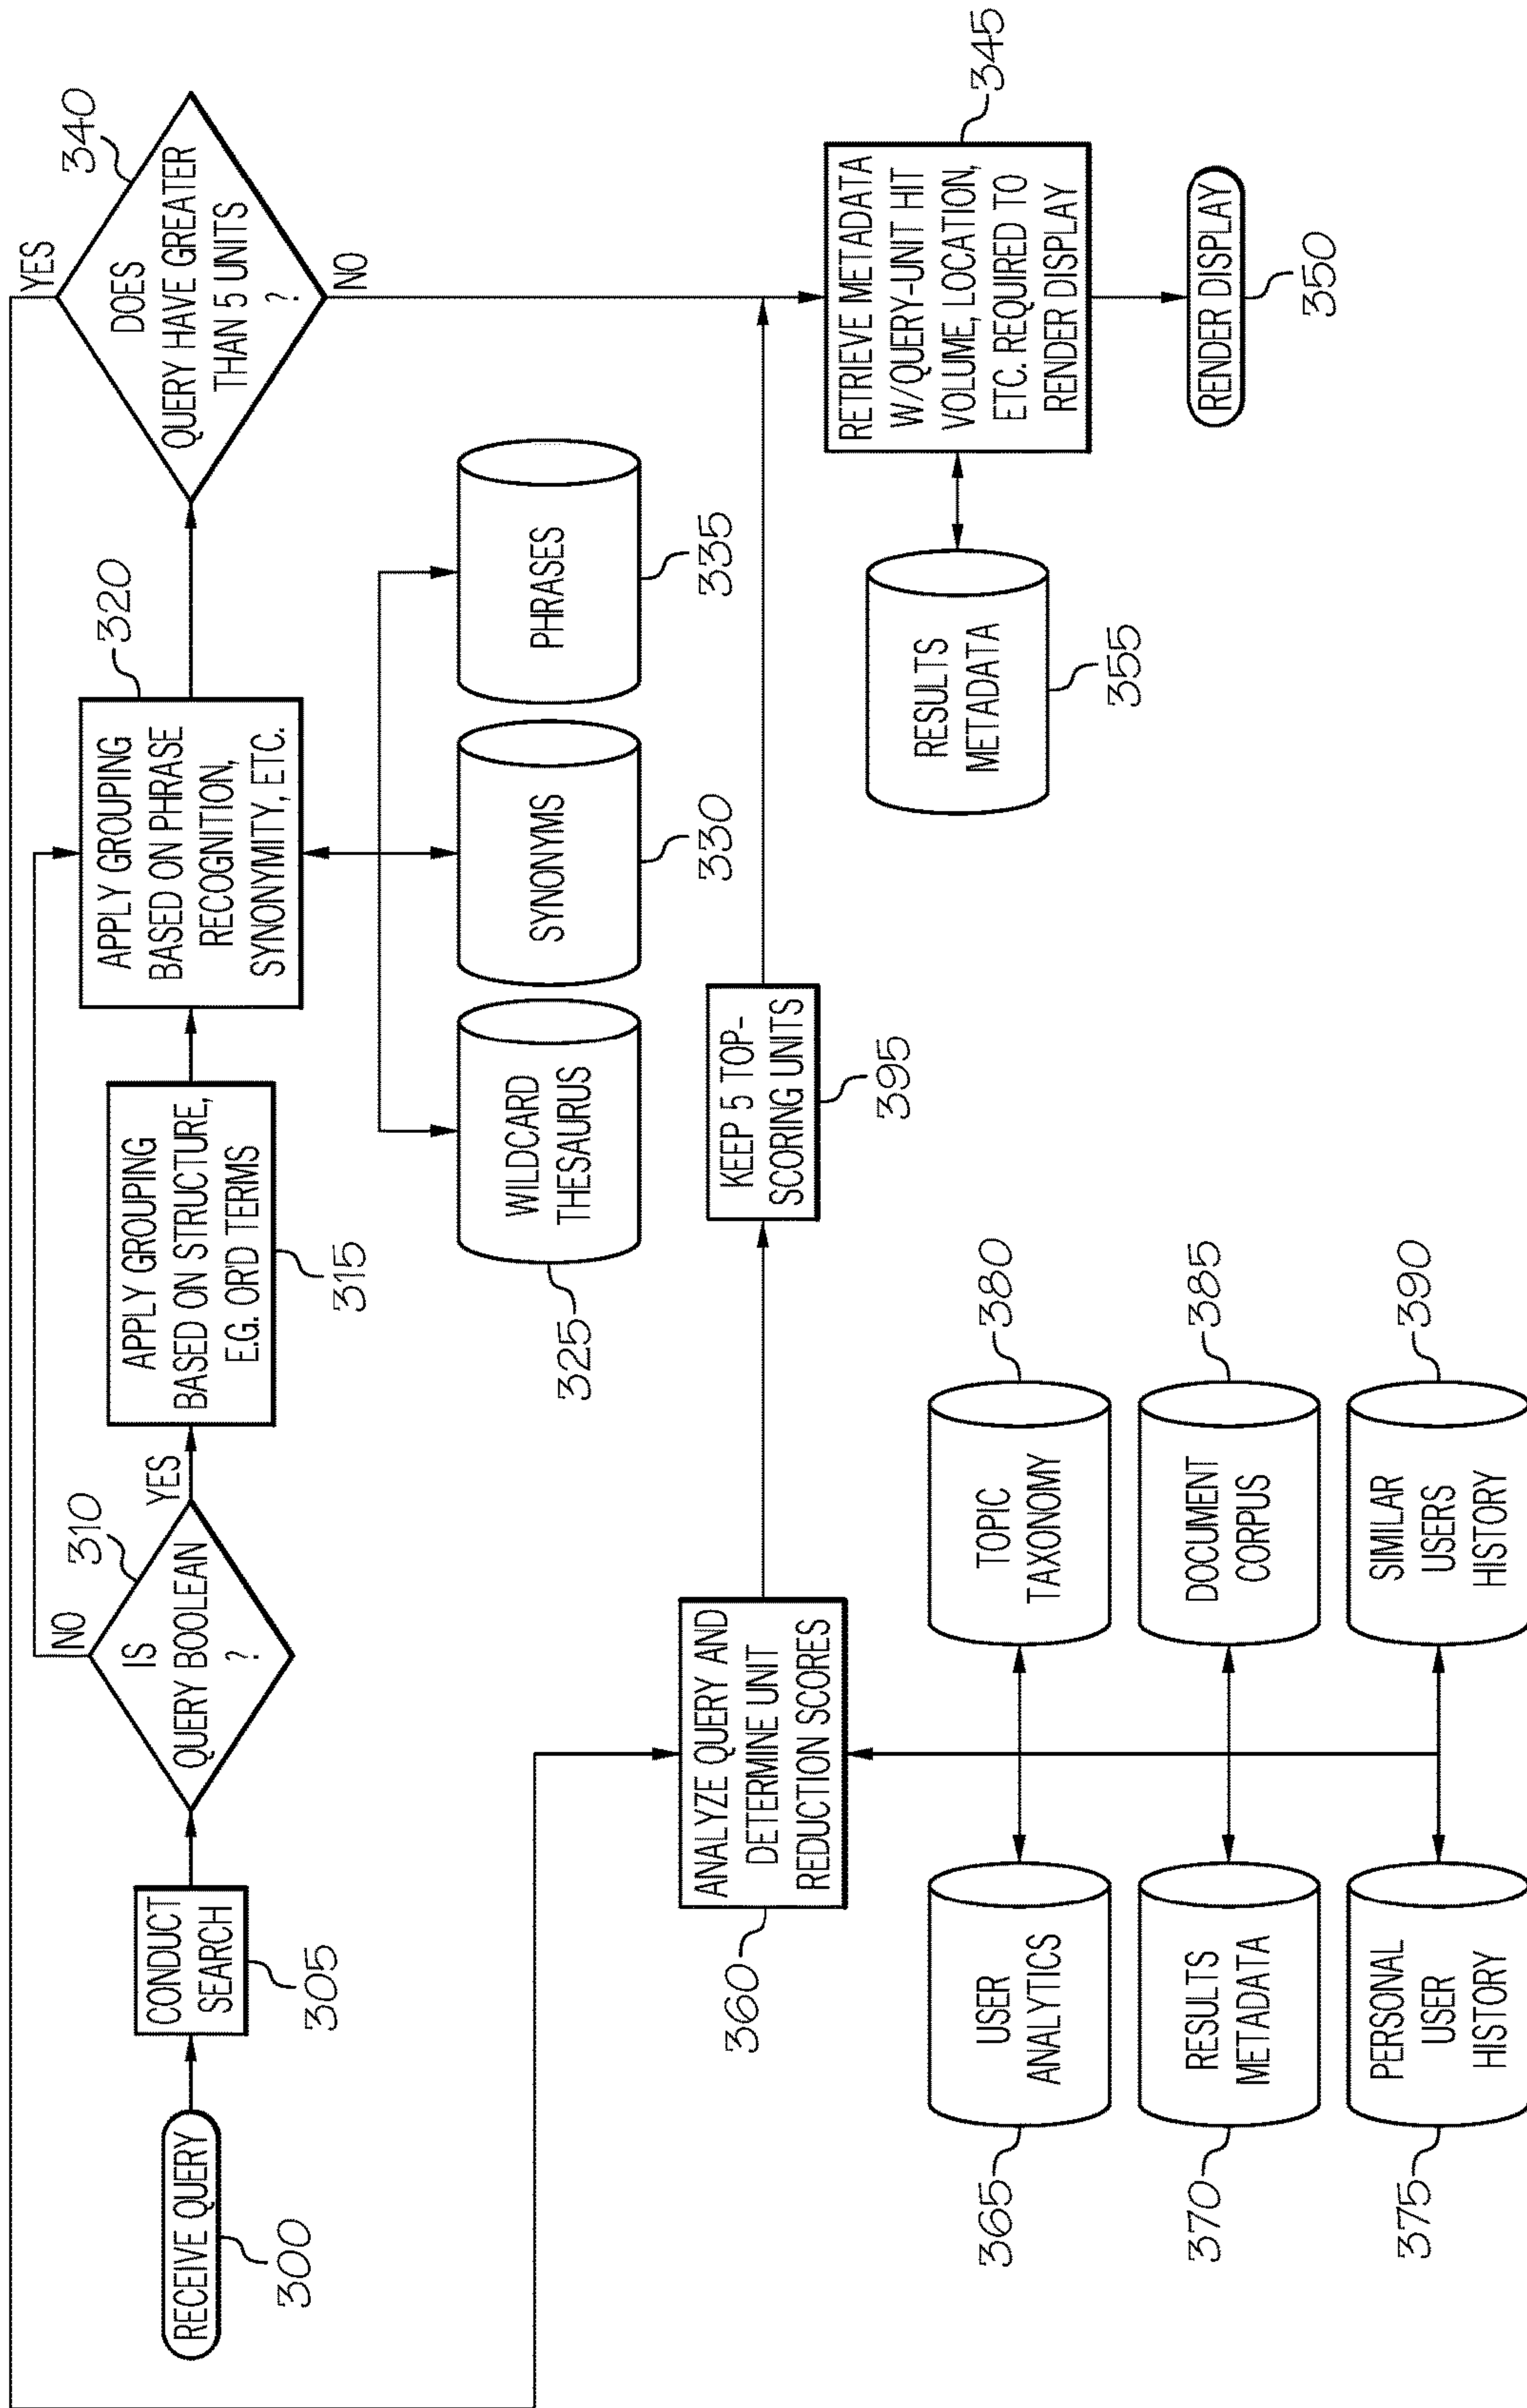 RECEIVE QUERY
300
CONDUCT
SEARCH
305
IS
QUERY BOOLEAN
?
310
NO
YES
APPLY GROUPING
BASED ON STRUCTURE,
E.G. OR'D TERMS
315
APPLY GROUPING
BASED ON PHRASE
RECOGNITION,
SYNONYMITY, ETC.
320
WILDCARD
THESAURUS
325
SYNONYMS
330
PHRASES
335
DOES
QUERY HAVE GREATER
THAN 5 UNITS
?
340
YES
NO
ANALYZE QUERY AND
DETERMINE UNIT
REDUCTION SCORES
360
USER
ANALYTICS
365
RESULTS
METADATA
370
PERSONAL
USER
HISTORY
375
TOPIC
TAXONOMY
380
DOCUMENT
CORPUS
385
SIMILAR
USERS
HISTORY
390
KEEP 5 TOP-
SCORING UNITS
395
RETRIEVE METADATA
W/QUERY-UNIT HIT
VOLUME, LOCATION,
ETC. REQUIRED TO
RENDER DISPLAY
345
RESULTS
METADATA
355
RENDER DISPLAY
350